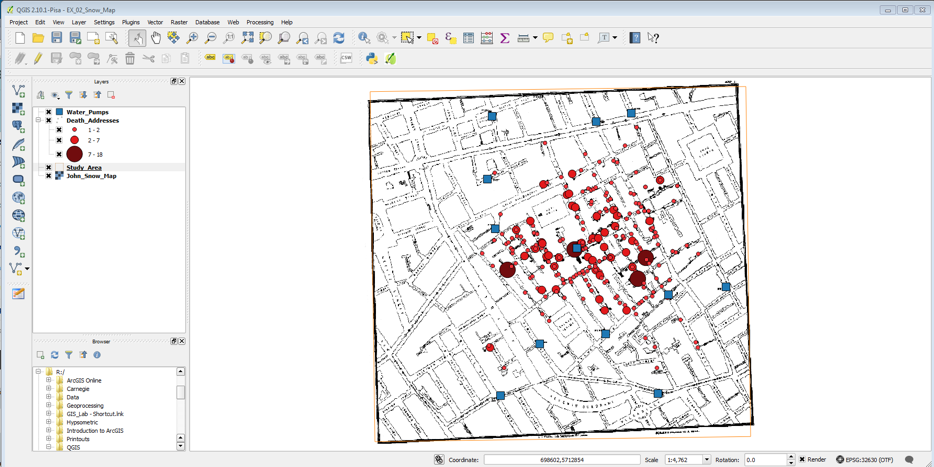 QGIS 2.10.1-Pisa - EX_02_Snow_Map
Project Edit View Layer Settings Plugins Vector Raster Database Web Processing Help
CSW
Layers
Water_Pumps
Death_Addresses
1 - 2
2 - 7
7 - 18
Study_Area
John_Snow_Map
Browser
R:/
ArcGIS Online
Carnegie
Data
Geoprocessing
GIS_Lab - Shortcut.lnk
Hypsometric
Introduction to ArcGIS
Printouts
QGIS
Coordinate: 698602,5712854 Scale 1:4,762 Rotation: 0.0 Render EPSG:32630 (OTF)